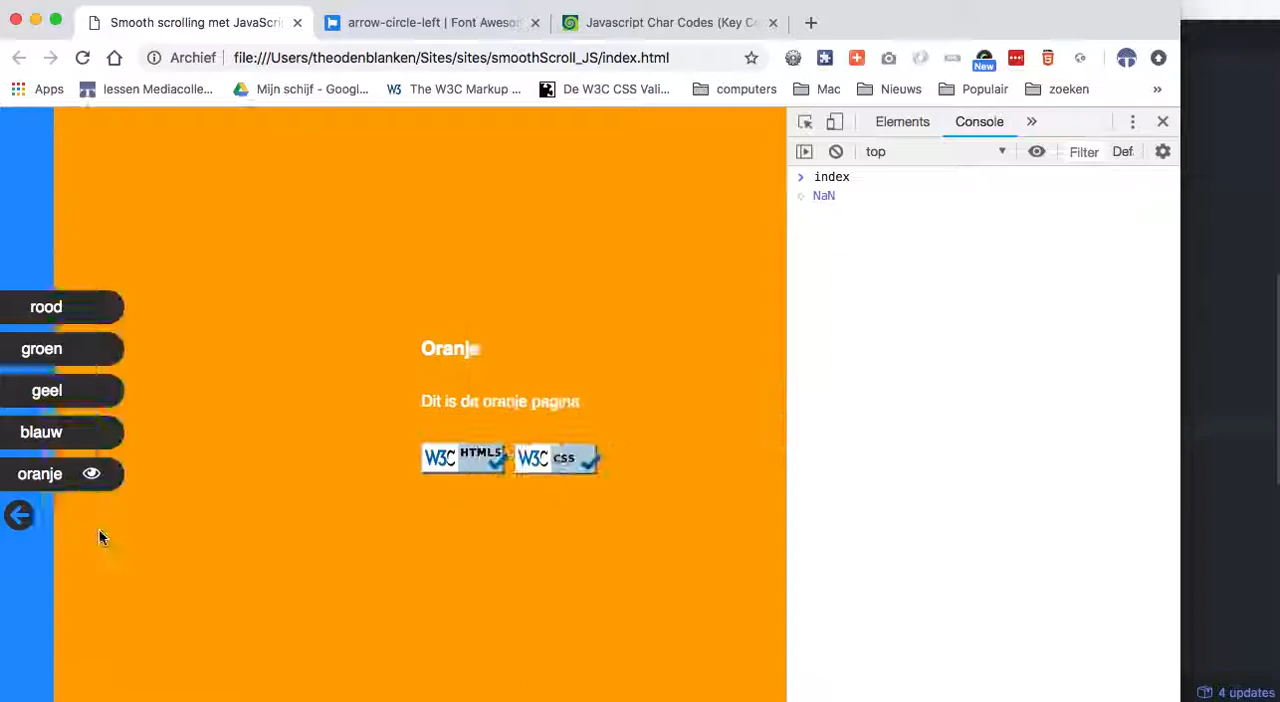 Smooth scrolling met JavaScri
arrow-circle-left | Font Aweso
Javascript Char Codes (Key C
Archief
file:///Users/theodenblanken/Sites/sites/smoothScroll_JS/index.html
New
Apps
lessen Mediacolle...
Mijn schijf - Googl...
W3 The W3C Markup ...
De W3C CSS Vali...
computers
Mac
Nieuws
Populair
zoeken
»
Elements
Console
»
top
Filter
Def
index
NaN
rood
groen
geel
blauw
oranje
Oranje
Dit is de oranje pagina
W3C HTML5
W3C css
4 updates